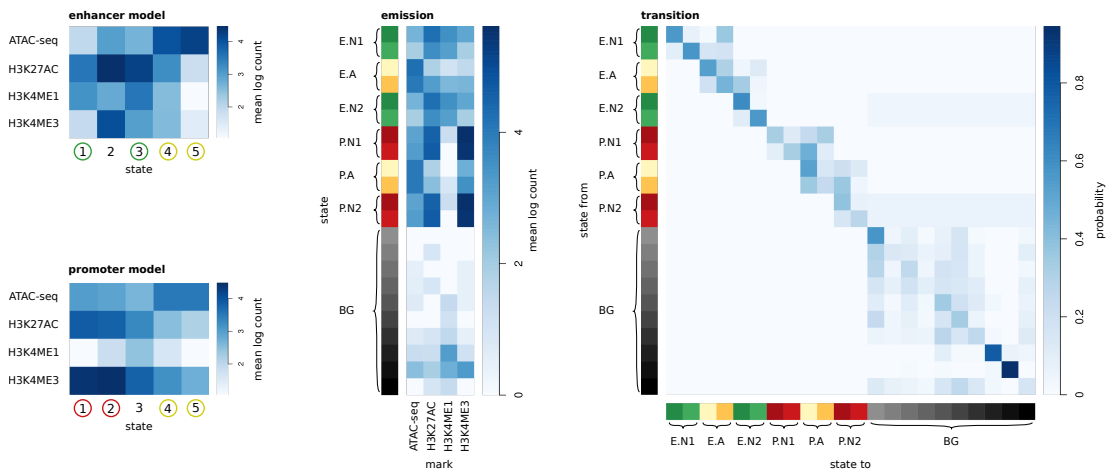 enhancer model
ATAC-seq
H3K27AC
H3K4ME1
H3K4ME3
1 2 3 4 5
state
2 3 4
mean log count
promoter model
ATAC-seq
H3K27AC
H3K4ME1
H3K4ME3
1 2 3 4 5
state
2 3 4
mean log count
emission
E.N1
E.A
E.N2
P.N1
P.A
P.N2
BG
state
ATAC-seq
H3K27AC
H3K4ME1
H3K4ME3
mark
0 2 4
mean log count
transition
E.N1
E.A
E.N2
P.N1
P.A
P.N2
BG
state from
E.N1 E.A E.N2 P.N1 P.A P.N2 BG
state to
0 0.2 0.4 0.6 0.8
probability